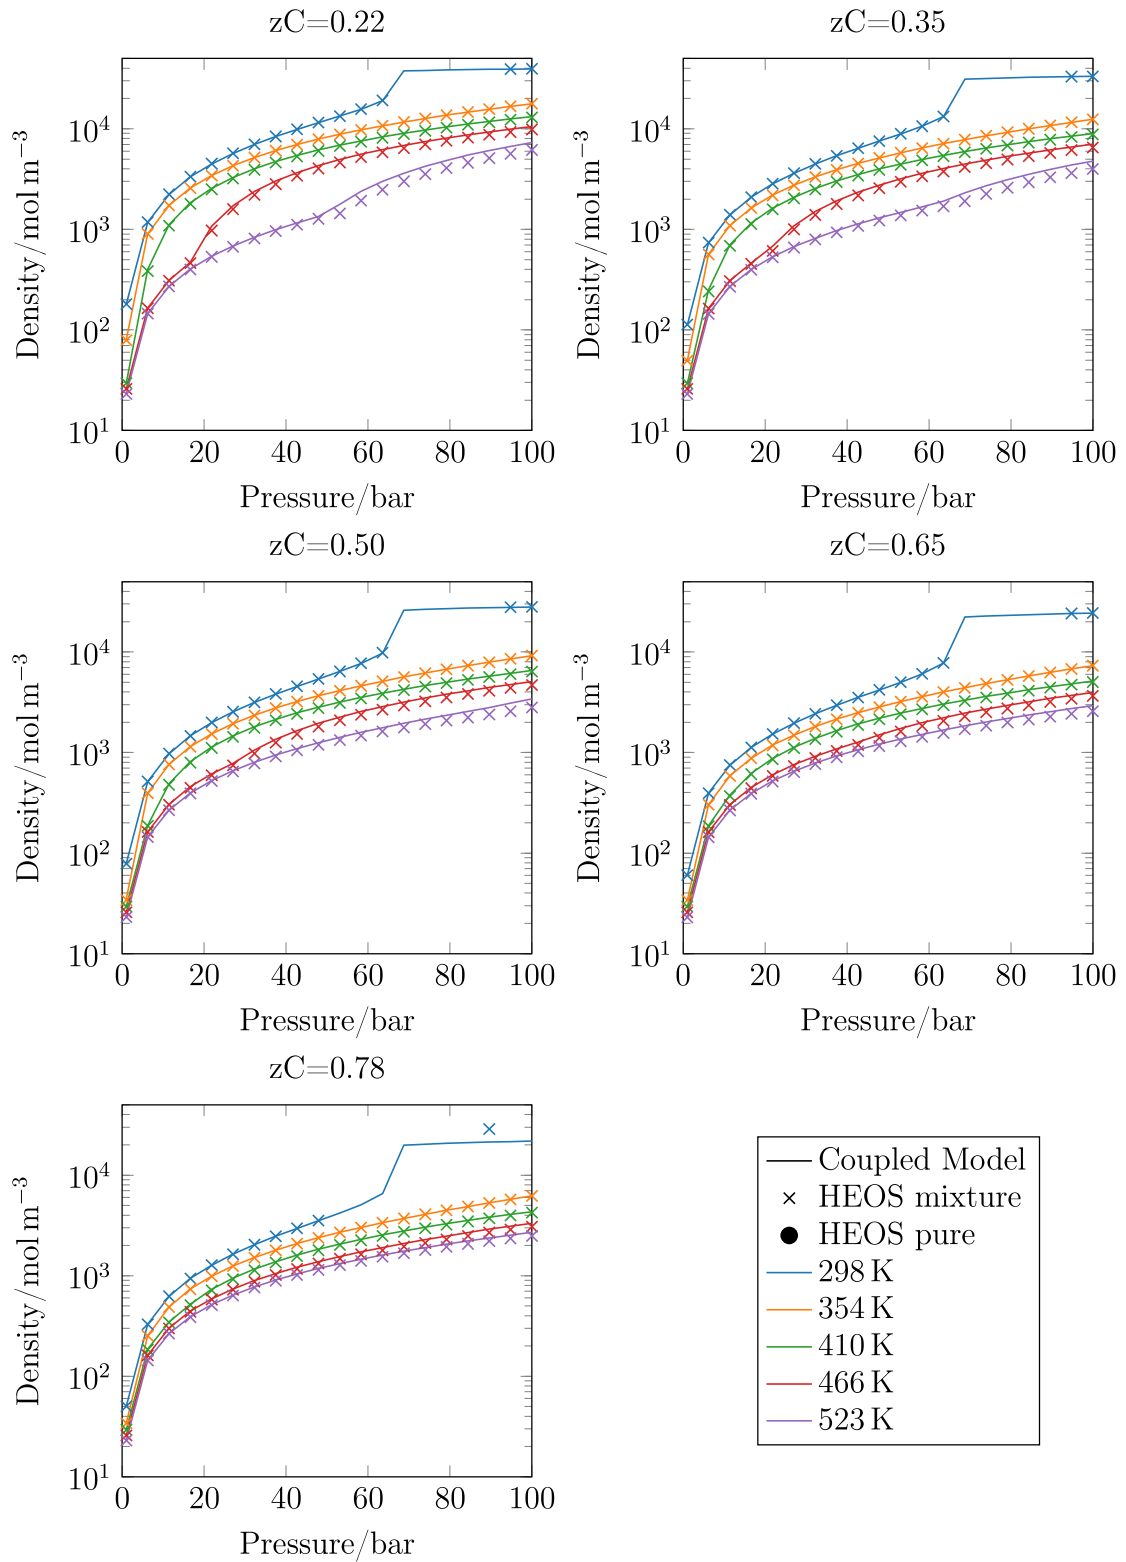 zC=0.22
Density/mol m⁻³
10⁴
10³
10²
10¹
0 20 40 60 80 100
Pressure/bar
zC=0.35
Density/mol m⁻³
10⁴
10³
10²
10¹
0 20 40 60 80 100
Pressure/bar
zC=0.50
Density/mol m⁻³
10⁴
10³
10²
10¹
0 20 40 60 80 100
Pressure/bar
zC=0.65
Density/mol m⁻³
10⁴
10³
10²
10¹
0 20 40 60 80 100
Pressure/bar
zC=0.78
Density/mol m⁻³
10⁴
10³
10²
10¹
0 20 40 60 80 100
Pressure/bar
Coupled Model
HEOS mixture
HEOS pure
298 K
354 K
410 K
466 K
523 K